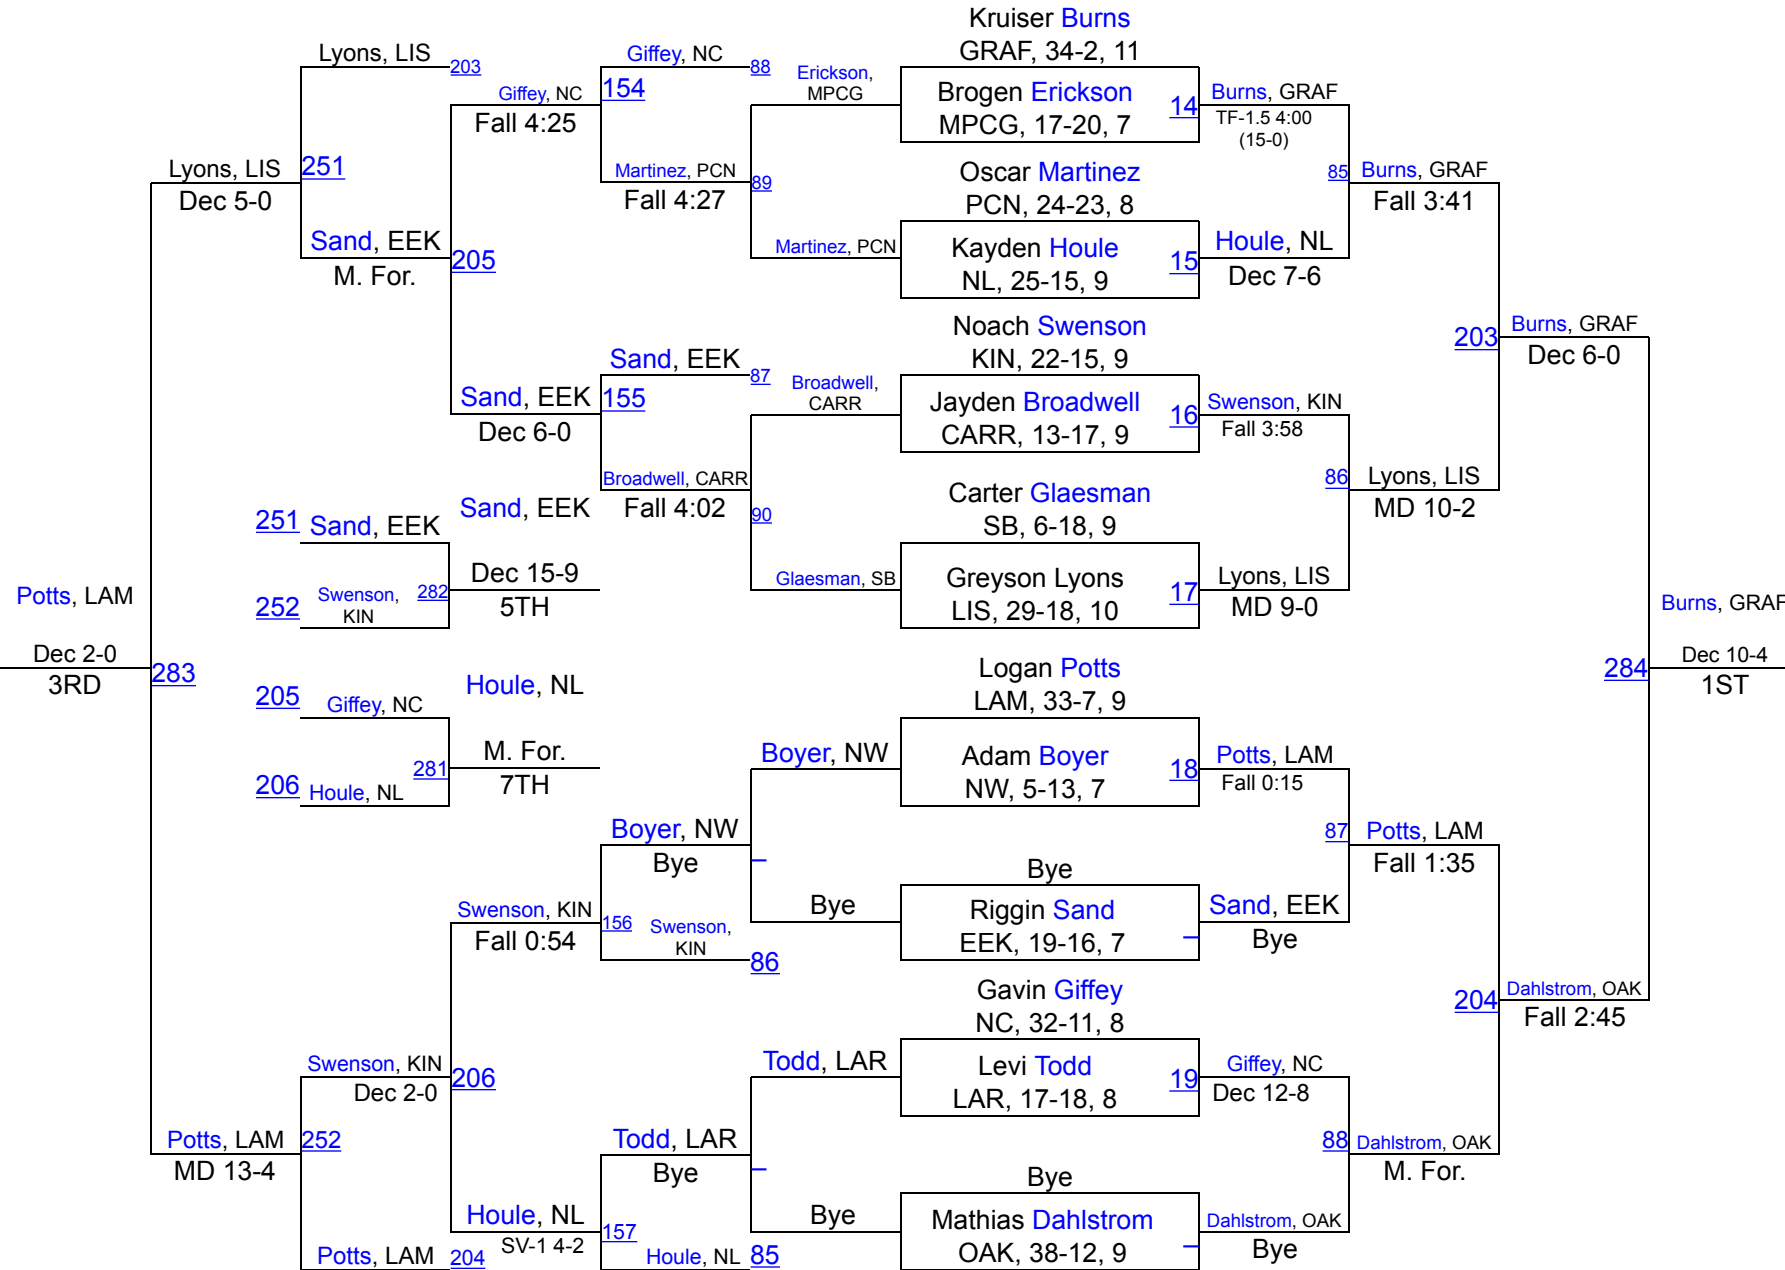 Kruiser Burns
GRAF, 34-2, 11
Lyons, LIS
203
Giffey, NC
88
Erickson,
MPCG
Brogen Erickson
MPCG, 17-20, 7
14
Burns, GRAF
TF-1.5 4:00
(15-0)
Giffey, NC
Fall 4:25
154
Lyons, LIS
Dec 5-0
251
Martinez, PCN
Fall 4:27
89
Oscar Martinez
PCN, 24-23, 8
85
Burns, GRAF
Fall 3:41
Sand, EEK
M. For.
205
Martinez, PCN
Kayden Houle
NL, 25-15, 9
15
Houle, NL
Dec 7-6
Noach Swenson
KIN, 22-15, 9
203
Burns, GRAF
Dec 6-0
Sand, EEK
87
Broadwell,
CARR
Jayden Broadwell
CARR, 13-17, 9
16
Swenson, KIN
Fall 3:58
Sand, EEK
Dec 6-0
155
Broadwell, CARR
Fall 4:02
90
Carter Glaesman
SB, 6-18, 9
86
Lyons, LIS
MD 10-2
251
Sand, EEK
Sand, EEK
Dec 15-9
5TH
252
Swenson,
KIN
282
Glaesman, SB
Greyson Lyons
LIS, 29-18, 10
17
Lyons, LIS
MD 9-0
Potts, LAM
Dec 2-0
3RD
283
Burns, GRAF
Dec 10-4
1ST
284
205
Giffey, NC
Houle, NL
M. For.
7TH
206
Houle, NL
281
Logan Potts
LAM, 33-7, 9
Boyer, NW
Adam Boyer
NW, 5-13, 7
18
Potts, LAM
Fall 0:15
Boyer, NW
Bye
Bye
87
Potts, LAM
Fall 1:35
Swenson, KIN
Fall 0:54
156
Swenson,
KIN
86
Bye
Riggin Sand
EEK, 19-16, 7
Sand, EEK
Bye
Gavin Giffey
NC, 32-11, 8
204
Dahlstrom, OAK
Fall 2:45
Swenson, KIN
Dec 2-0
206
Todd, LAR
Levi Todd
LAR, 17-18, 8
19
Giffey, NC
Dec 12-8
Potts, LAM
MD 13-4
252
Todd, LAR
Bye
Bye
88
Dahlstrom, OAK
M. For.
Houle, NL
SV-1 4-2
157
Bye
Mathias Dahlstrom
OAK, 38-12, 9
Dahlstrom, OAK
Bye
Potts, LAM
204
Houle, NL
85